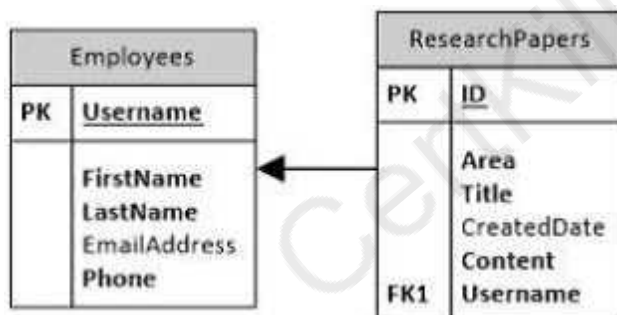 Employees
PK Username
FirstName
LastName
EmailAddress
Phone
ResearchPapers
PK ID
Area
Title
CreatedDate
Content
FK1 Username